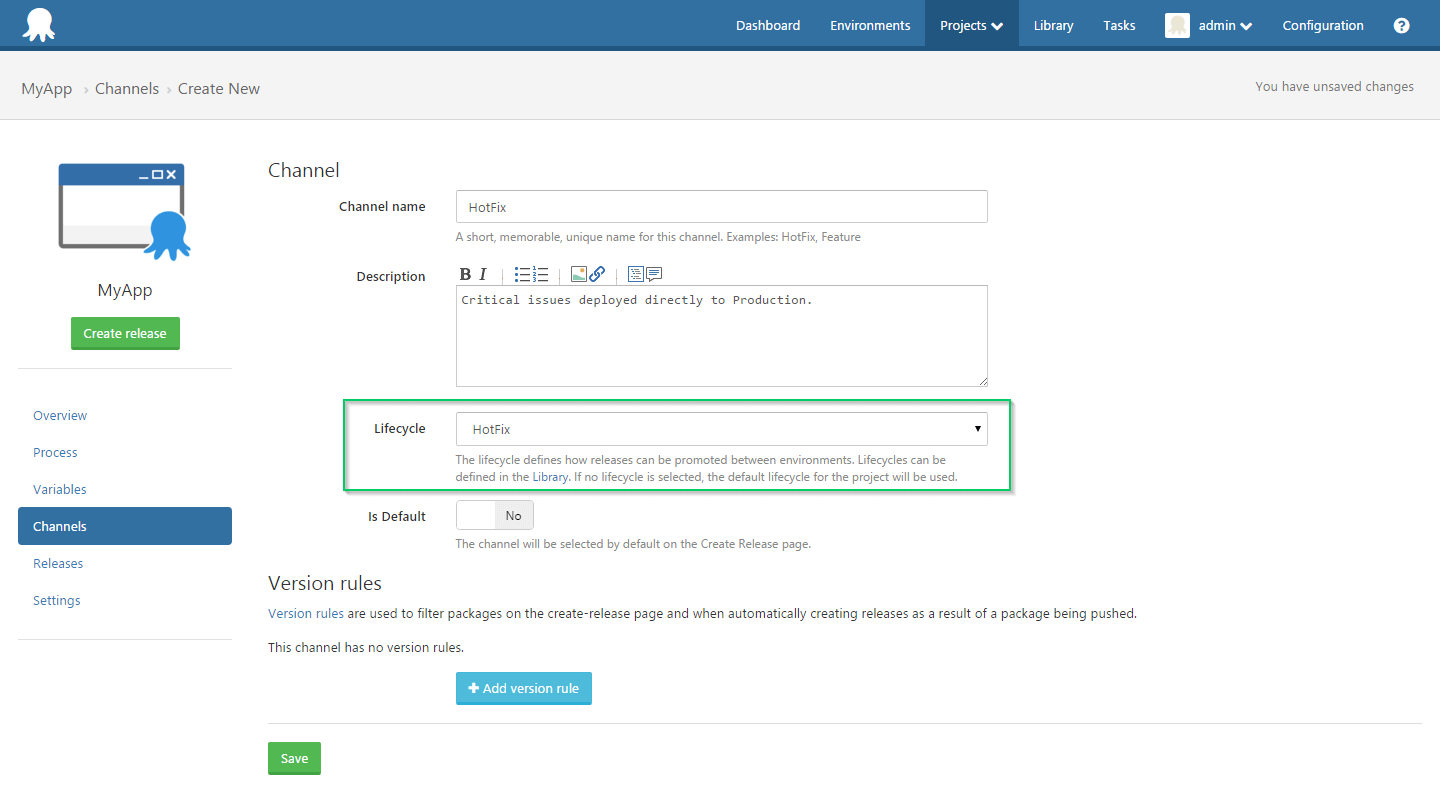 Dashboard Environments Projects Library Tasks admin Configuration ?
MyApp › Channels › Create New
You have unsaved changes
MyApp
Create release
Overview
Process
Variables
Channels
Releases
Settings
Channel
Channel name HotFix
A short, memorable, unique name for this channel. Examples: HotFix, Feature
Description B I
Critical issues deployed directly to Production.
Lifecycle HotFix
The lifecycle defines how releases can be promoted between environments. Lifecycles can be
defined in the Library. If no lifecycle is selected, the default lifecycle for the project will be used.
Is Default No
The channel will be selected by default on the Create Release page.
Version rules
Version rules are used to filter packages on the create-release page and when automatically creating releases as a result of a package being pushed.
This channel has no version rules.
+ Add version rule
Save